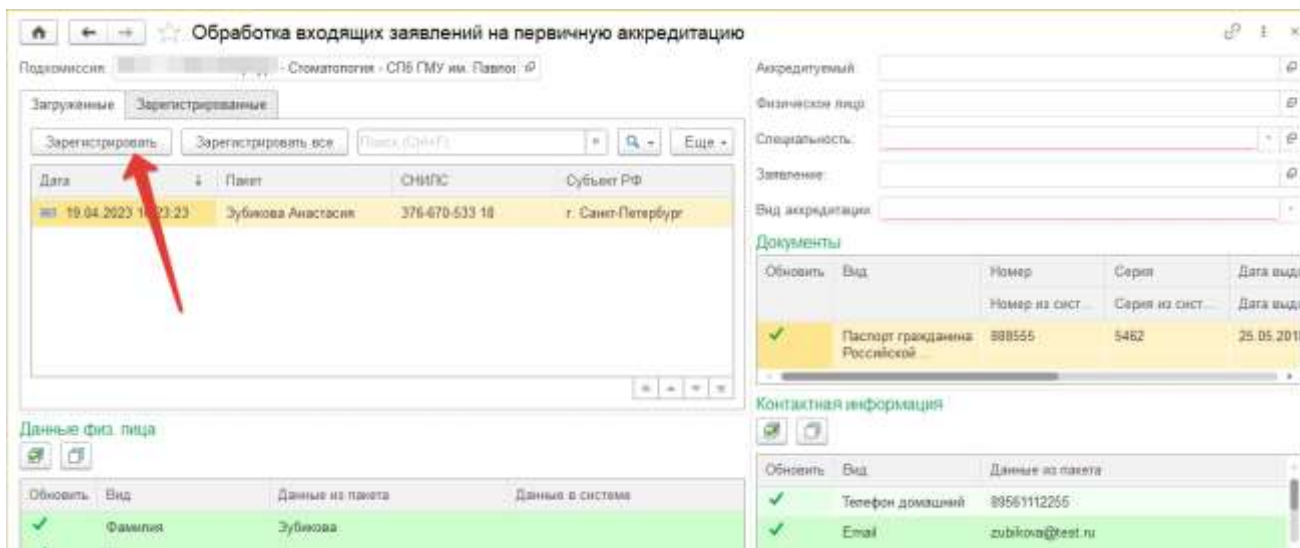 Обработка входящих заявлений на первичную аккредитацию
Подкомиссия: - Стоматология - СПб ГМУ им. Павлов
Загруженные Зарегистрированные
Зарегистрировать Зарегистрировать все Поиск (Ctrl+F) Еще
Дата Пакет СНИЛС Субъект РФ
19.04.2023 23:23 Зубикова Анастасия 376-670-533 18 г. Санкт-Петербург
Данные физ. лица
Обновить Вид Данные из пакета Данные в системе
Фамилия Зубикова
Аккредитуемый:
Физическое лицо:
Специальность:
Заявление:
Вид аккредитации:
Документы
Обновить Вид Номер Серия Дата выд
Номер из сист... Серия из сист... Дата выд
Паспорт гражданина 888555 5462 25.05.201
Российской ...
Контактная информация
Обновить Вид Данные из пакета
Телефон домашний 89561112255
Email zubikova@test.ru